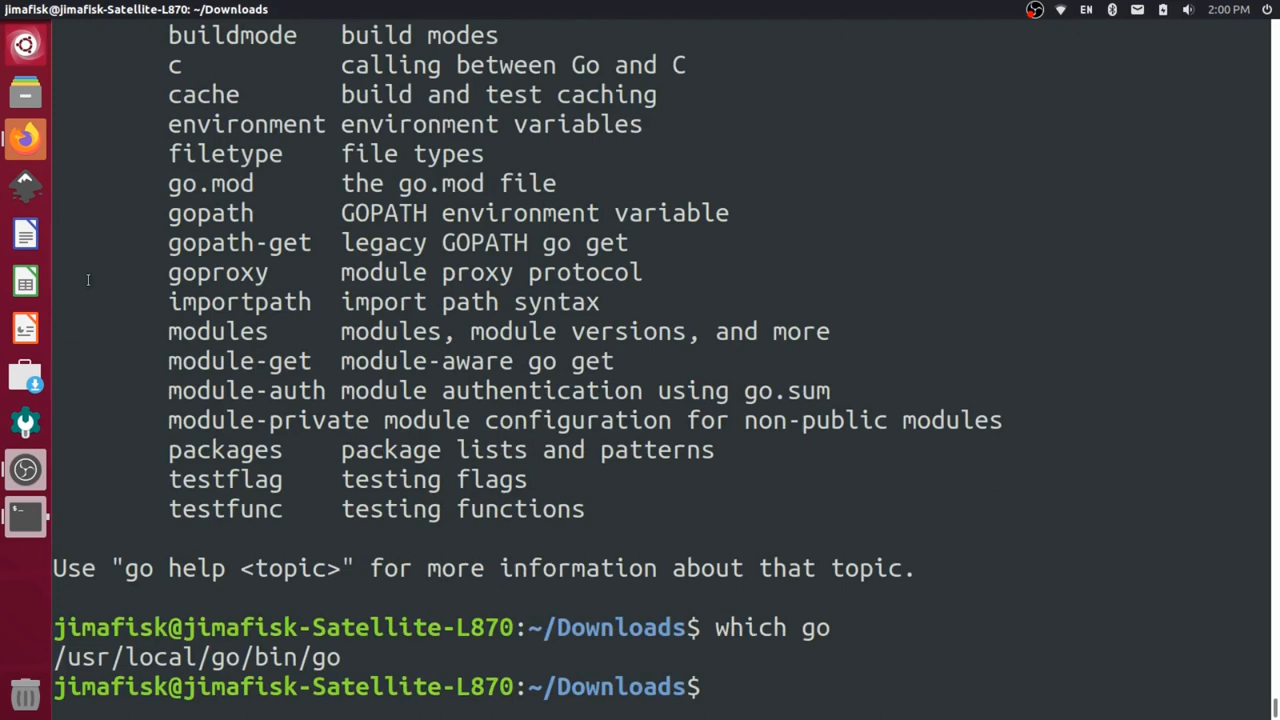 jimafisk@jimafisk-Satellite-L870: ~/Downloads EN 2:00 PM
buildmode build modes
c calling between Go and C
cache build and test caching
environment environment variables
filetype file types
go.mod the go.mod file
gopath GOPATH environment variable
gopath-get legacy GOPATH go get
goproxy module proxy protocol
importpath import path syntax
modules modules, module versions, and more
module-get module-aware go get
module-auth module authentication using go.sum
module-private module configuration for non-public modules
packages package lists and patterns
testflag testing flags
testfunc testing functions
Use "go help <topic>" for more information about that topic.
jimafisk@jimafisk-Satellite-L870:~/Downloads$ which go
/usr/local/go/bin/go
jimafisk@jimafisk-Satellite-L870:~/Downloads$